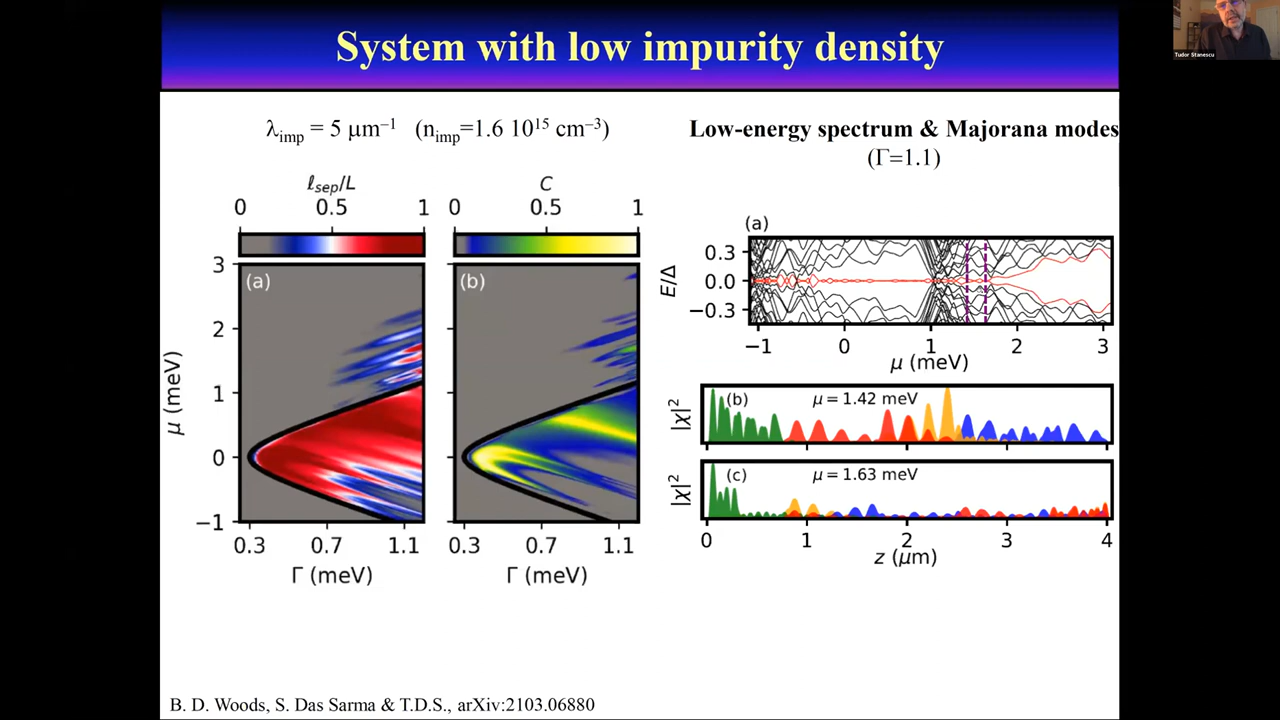 System with low impurity density
Tudor Stanescu
λimp = 5 μm–1 (nimp=1.6 10¹⁵ cm–3)
Low-energy spectrum & Majorana modes
(Γ=1.1)
ℓsep/L
0 0.5 1
C
0 0.5 1
(a)
(b)
3
2
1
0
−1
μ (meV)
0.3 0.7 1.1
Γ (meV)
0.3 0.7 1.1
Γ (meV)
(a)
0.3
0.0
−0.3
E/Δ
−1 0 1 2 3
μ (meV)
(b) μ = 1.42 meV
|χ|²
(c) μ = 1.63 meV
|χ|²
0 1 2 3 4
z (μm)
B. D. Woods, S. Das Sarma & T.D.S., arXiv:2103.06880